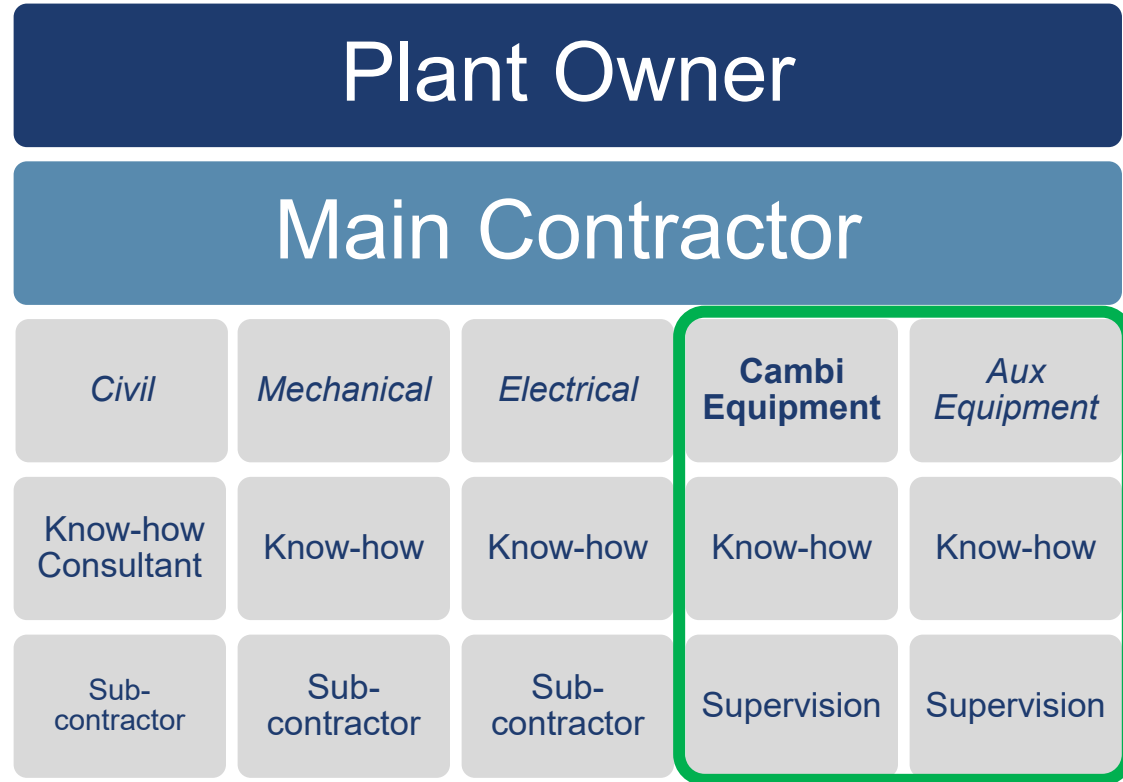 Plant Owner
Main Contractor
Civil
Mechanical
Electrical
Cambi
Equipment
Aux
Equipment
Know-how
Consultant
Know-how
Know-how
Know-how
Know-how
Sub-
contractor
Sub-
contractor
Sub-
contractor
Supervision
Supervision